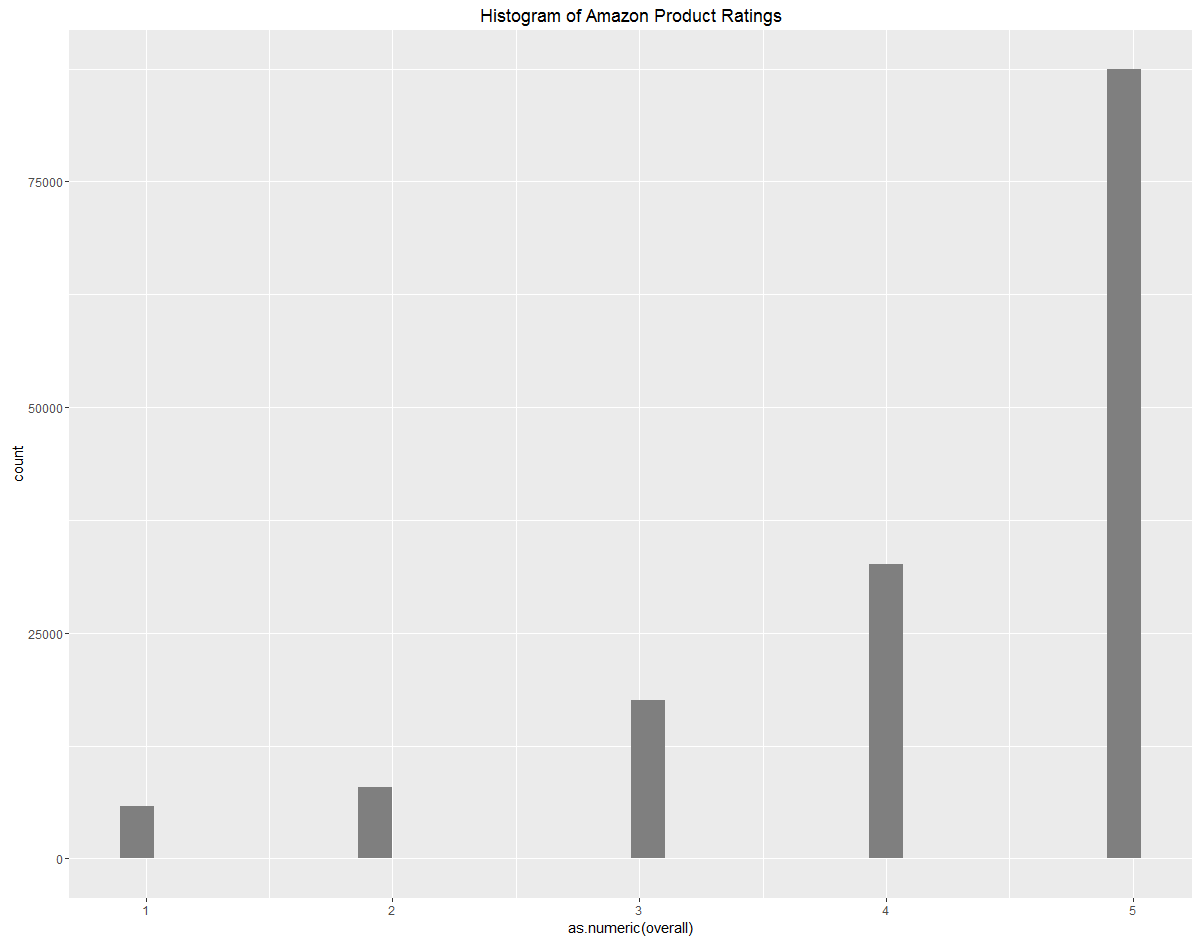 Histogram of Amazon Product Ratings
count
75000
50000
25000
0
1 2 3 4 5
as.numeric(overall)